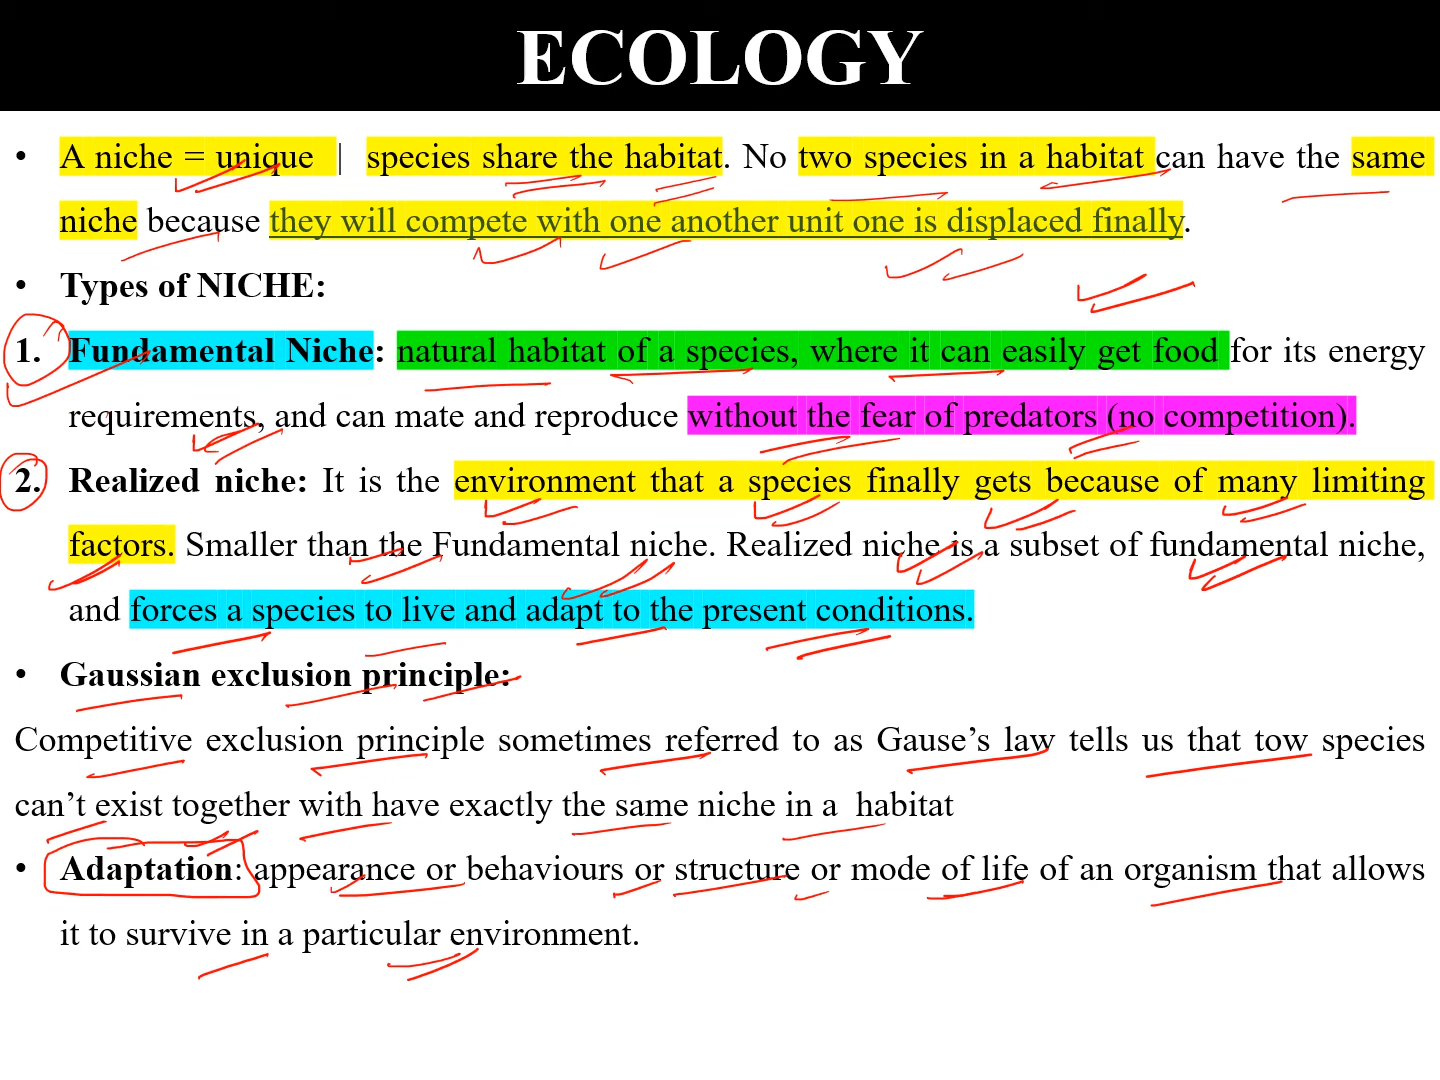 ECOLOGY
• A niche = unique | species share the habitat. No two species in a habitat can have the same
niche because they will compete with one another unit one is displaced finally.
• Types of NICHE:
1. Fundamental Niche: natural habitat of a species, where it can easily get food for its energy
requirements, and can mate and reproduce without the fear of predators (no competition).
2. Realized niche: It is the environment that a species finally gets because of many limiting
factors. Smaller than the Fundamental niche. Realized niche is a subset of fundamental niche,
and forces a species to live and adapt to the present conditions.
• Gaussian exclusion principle:
Competitive exclusion principle sometimes referred to as Gause’s law tells us that tow species
can’t exist together with have exactly the same niche in a habitat
• Adaptation: appearance or behaviours or structure or mode of life of an organism that allows
it to survive in a particular environment.